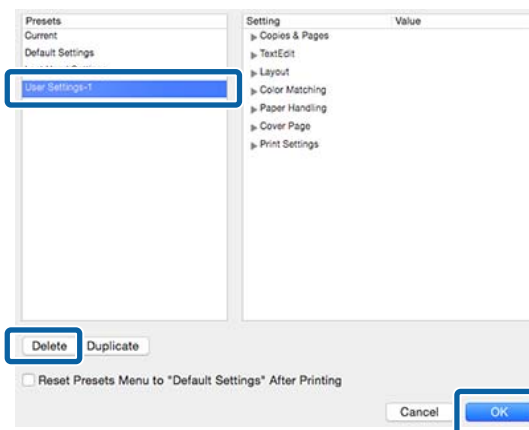 Presets
Current
Default Settings
User Settings-1
Setting Value
Copies & Pages
TextEdit
Layout
Color Matching
Paper Handling
Cover Page
Print Settings
Delete Duplicate
Reset Presets Menu to "Default Settings" After Printing
Cancel OK